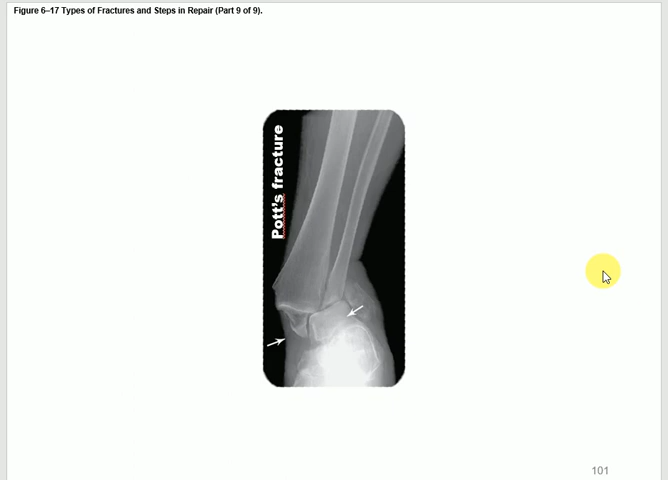 Figure 6–17 Types of Fractures and Steps in Repair (Part 9 of 9).
Pott's fracture
101